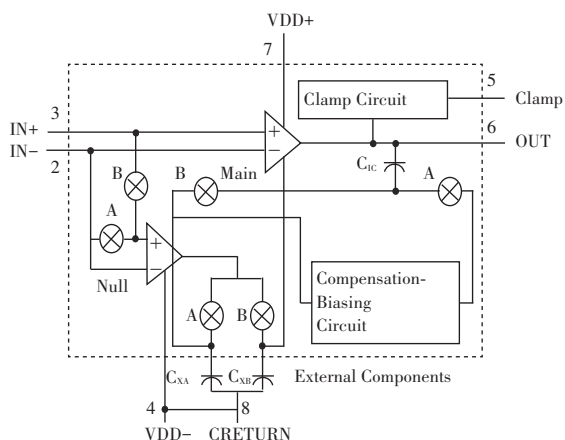 VDD+
7
5
Clamp Circuit
Clamp
3
6
IN+
+
OUT
IN−
−
2
C_IC
B
B
Main
A
A
+
−
Null
Compensation-
Biasing
Circuit
A
B
C_XA
C_XB
External Components
4
8
VDD−
CRETURN